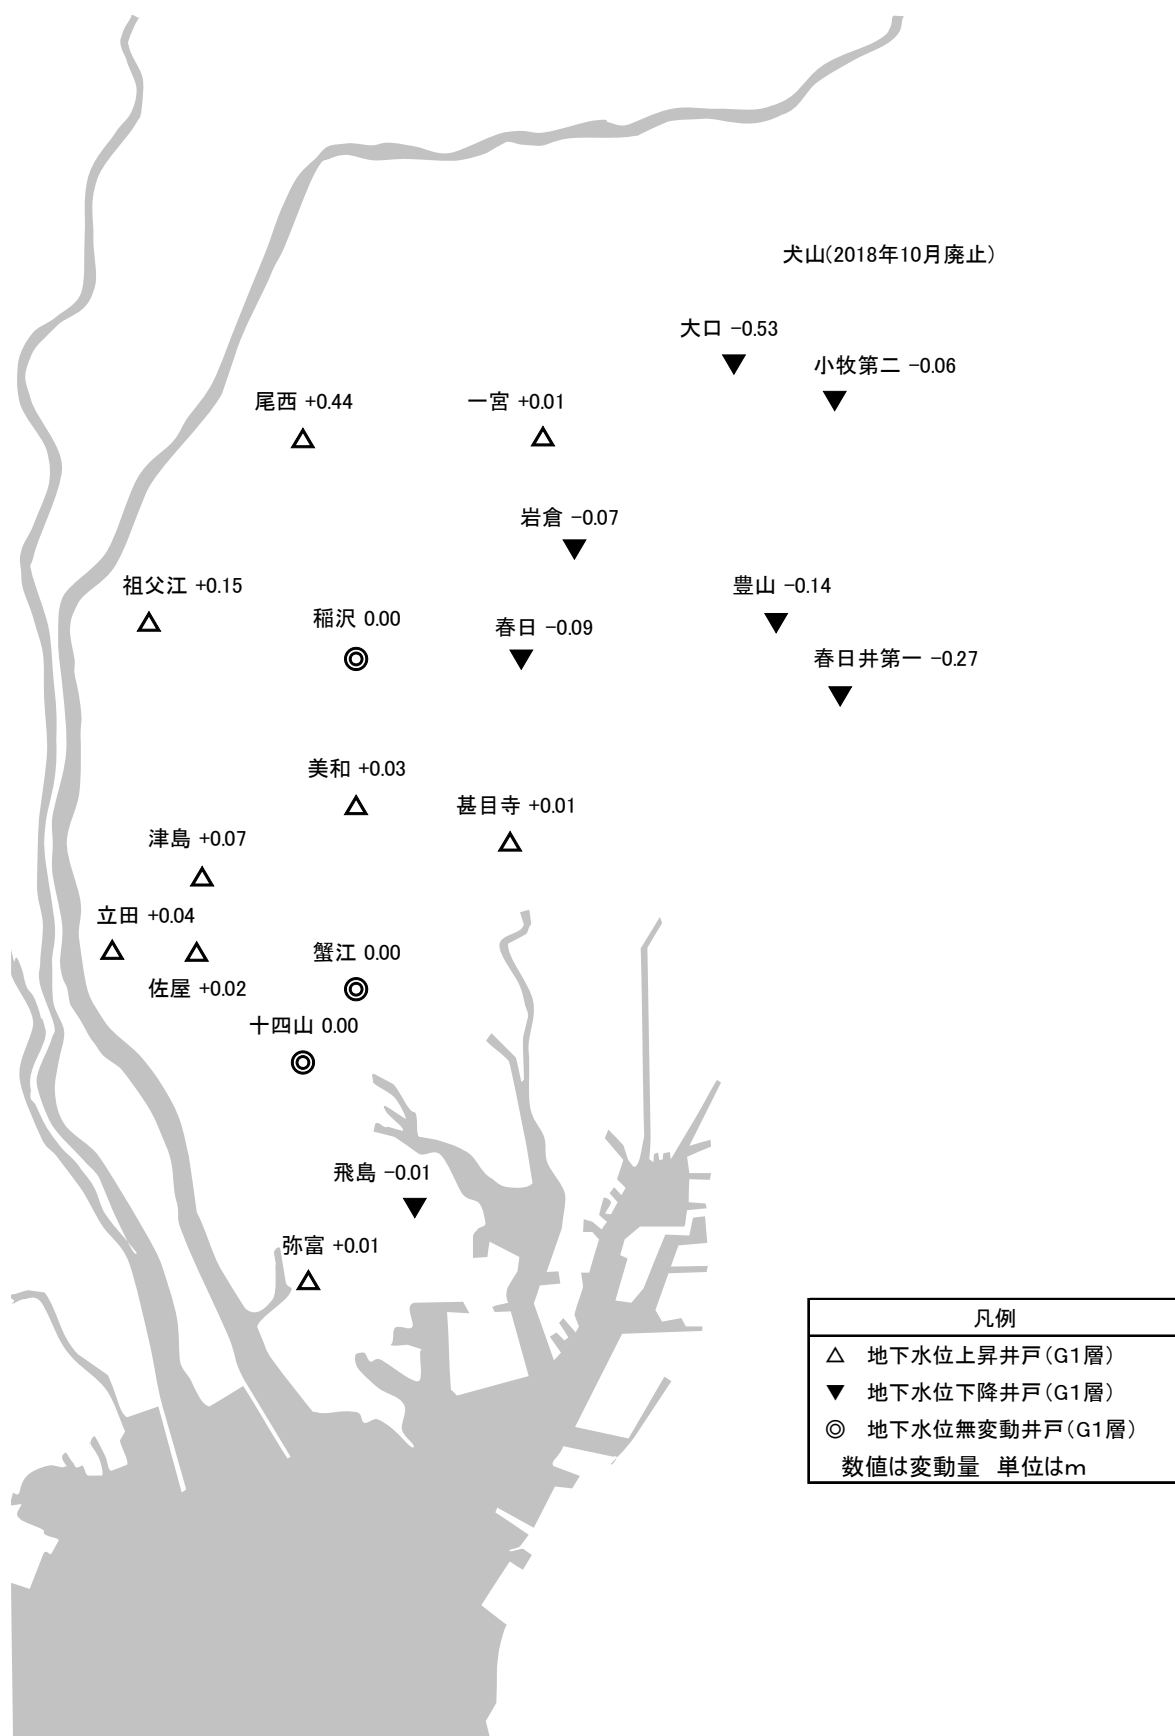 犬山(2018年10月廃止)
大口 −0.53
小牧第二 −0.06
尾西 +0.44
一宮 +0.01
岩倉 −0.07
祖父江 +0.15
豊山 −0.14
稲沢 0.00
春日 −0.09
春日井第一 −0.27
美和 +0.03
甚目寺 +0.01
津島 +0.07
立田 +0.04
蟹江 0.00
佐屋 +0.02
十四山 0.00
飛島 −0.01
弥富 +0.01
凡例
△ 地下水位上昇井戸(G1層)
▼ 地下水位下降井戸(G1層)
◎ 地下水位無変動井戸(G1層)
数値は変動量 単位はm